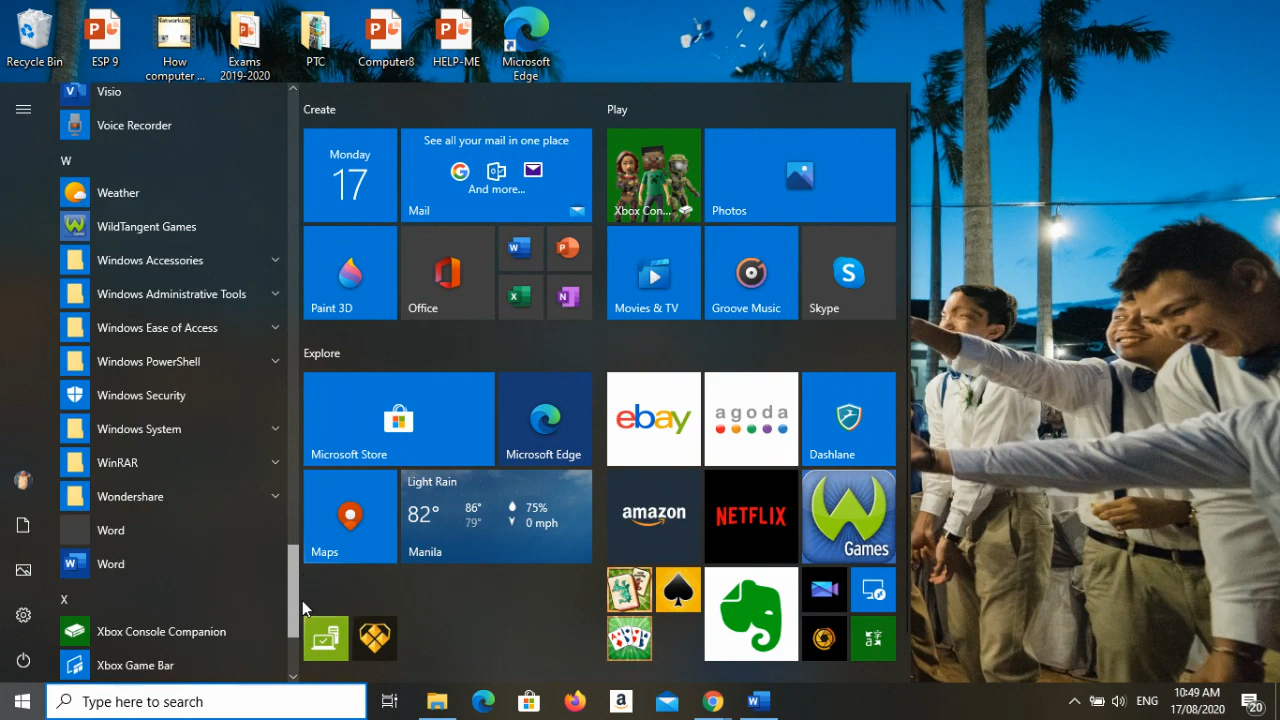 Recycle Bin
ESP 9
How
computer ...
Exams
2019-2020
PTC
Computer8
HELP-ME
Microsoft
Edge
Visio
Voice Recorder
W
Weather
WildTangent Games
Windows Accessories
Windows Administrative Tools
Windows Ease of Access
Windows PowerShell
Windows Security
Windows System
WinRAR
Wondershare
Word
Word
X
Xbox Console Companion
Xbox Game Bar
Create
Monday
17
See all your mail in one place
And more...
Mail
Paint 3D
Office
Explore
Microsoft Store
Microsoft Edge
Maps
Light Rain
82° 86° 75%
79° 0 mph
Manila
Play
Xbox Con...
Photos
Movies & TV
Groove Music
Skype
ebay
agoda
Dashlane
amazon
NETFLIX
Games
Type here to search
ENG
10:49 AM
17/08/2020
20